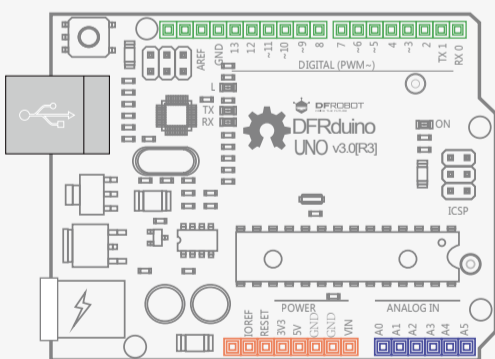 AREF
GND
13
12
~11
~10
~9
8
7
~6
~5
4
~3
2
TX 1
RX 0
DIGITAL (PWM~)
L
TX
RX
DFROBOT
DFRduino
UNO v3.0[R3]
ON
ICSP
POWER
ANALOG IN
IOREF
RESET
3V3
5V
GND
GND
VIN
A0
A1
A2
A3
A4
A5